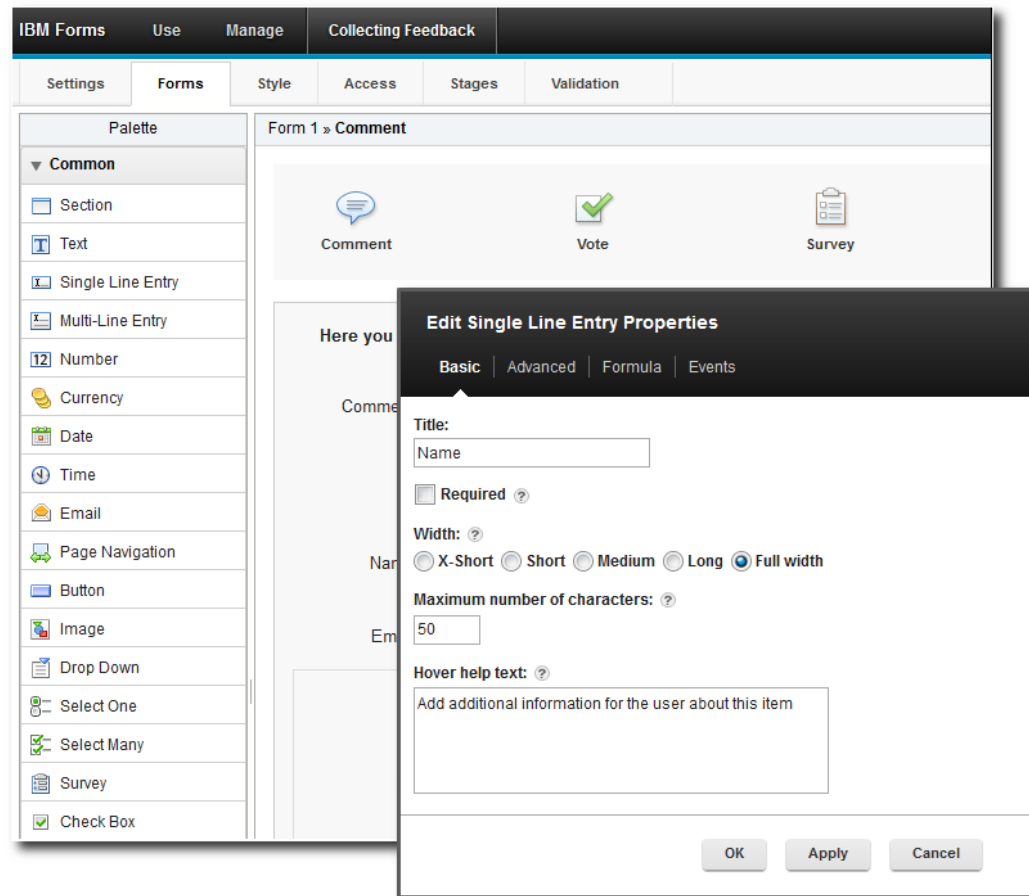 IBM Forms Use Manage Collecting Feedback
Settings Forms Style Access Stages Validation
Palette
Form 1 » Comment
Common
Section
Text
Single Line Entry
Multi-Line Entry
12 Number
Currency
Date
Time
Email
Page Navigation
Button
Image
Drop Down
Select One
Select Many
Survey
Check Box
Comment Vote Survey
Here you
Comme
Nar
Em
Edit Single Line Entry Properties
Basic Advanced Formula Events
Title:
Name
Required ?
Width: ?
X-Short Short Medium Long Full width
Maximum number of characters: ?
50
Hover help text: ?
Add additional information for the user about this item
OK Apply Cancel